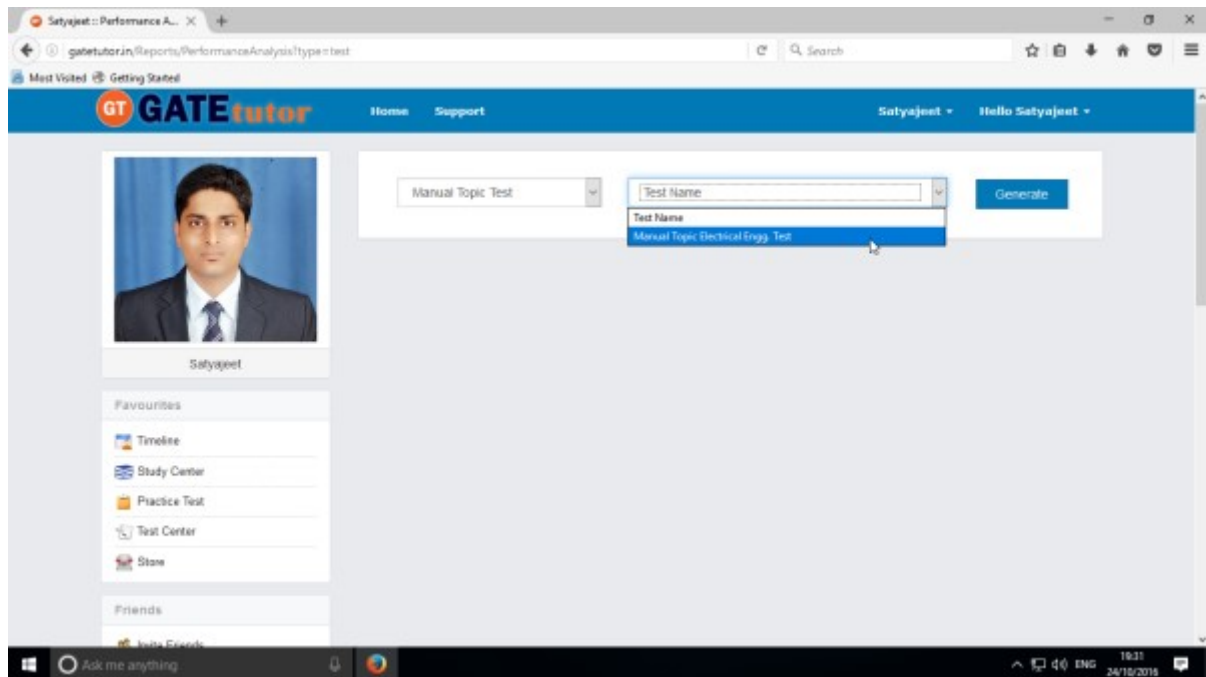 Satyajeet :: Performance A...
gatetutor.in/Reports/PerformanceAnalysis?type=test
Search
Most Visited
Getting Started
GT GATEtutor
Home
Support
Satyajeet
Hello Satyajeet
Manual Topic Test
Test Name
Generate
Test Name
Manual Topic Electrical Engg. Test
Satyajeet
Favourites
Timeline
Study Center
Practice Test
Test Center
Store
Friends
Invite Friends
Ask me anything
ENG
19:31
24/10/2016